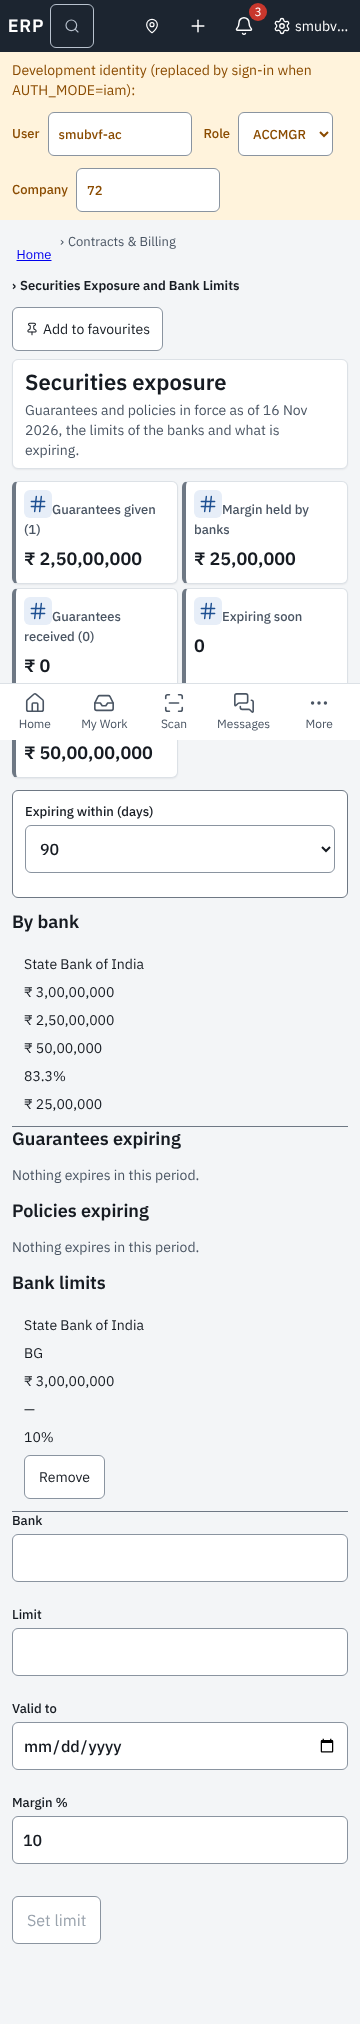 ERP
3
smubv...
Development identity (replaced by sign-in when
AUTH_MODE=iam):
User
smubvf-ac
Role
ACCMGR
Company
72
Home
› Contracts & Billing
› Securities Exposure and Bank Limits
Add to favourites
Securities exposure
Guarantees and policies in force as of 16 Nov
2026, the limits of the banks and what is
expiring.
Guarantees given
(1)
₹ 2,50,00,000
Margin held by
banks
₹ 25,00,000
Guarantees
received (0)
₹ 0
Expiring soon
0
Home
My Work
Scan
Messages
More
₹ 50,00,00,000
Expiring within (days)
90
By bank
State Bank of India
₹ 3,00,00,000
₹ 2,50,00,000
₹ 50,00,000
83.3%
₹ 25,00,000
Guarantees expiring
Nothing expires in this period.
Policies expiring
Nothing expires in this period.
Bank limits
State Bank of India
BG
₹ 3,00,00,000
—
10%
Remove
Bank
Limit
Valid to
mm/dd/yyyy
Margin %
10
Set limit